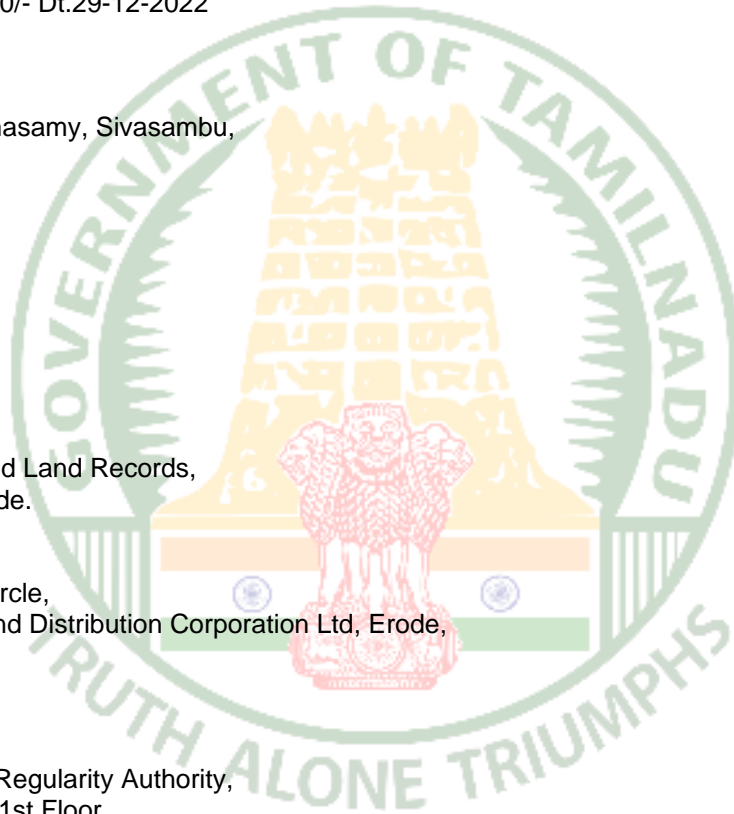 0/- Dt.29-12-2022
GOVERNMENT OF TAMILNADU
nasamy, Sivasambu,
d Land Records,
de.
rcle,
nd Distribution Corporation Ltd, Erode,
TRUTH ALONE TRIUMPHS
Regularity Authority,
1st Floor